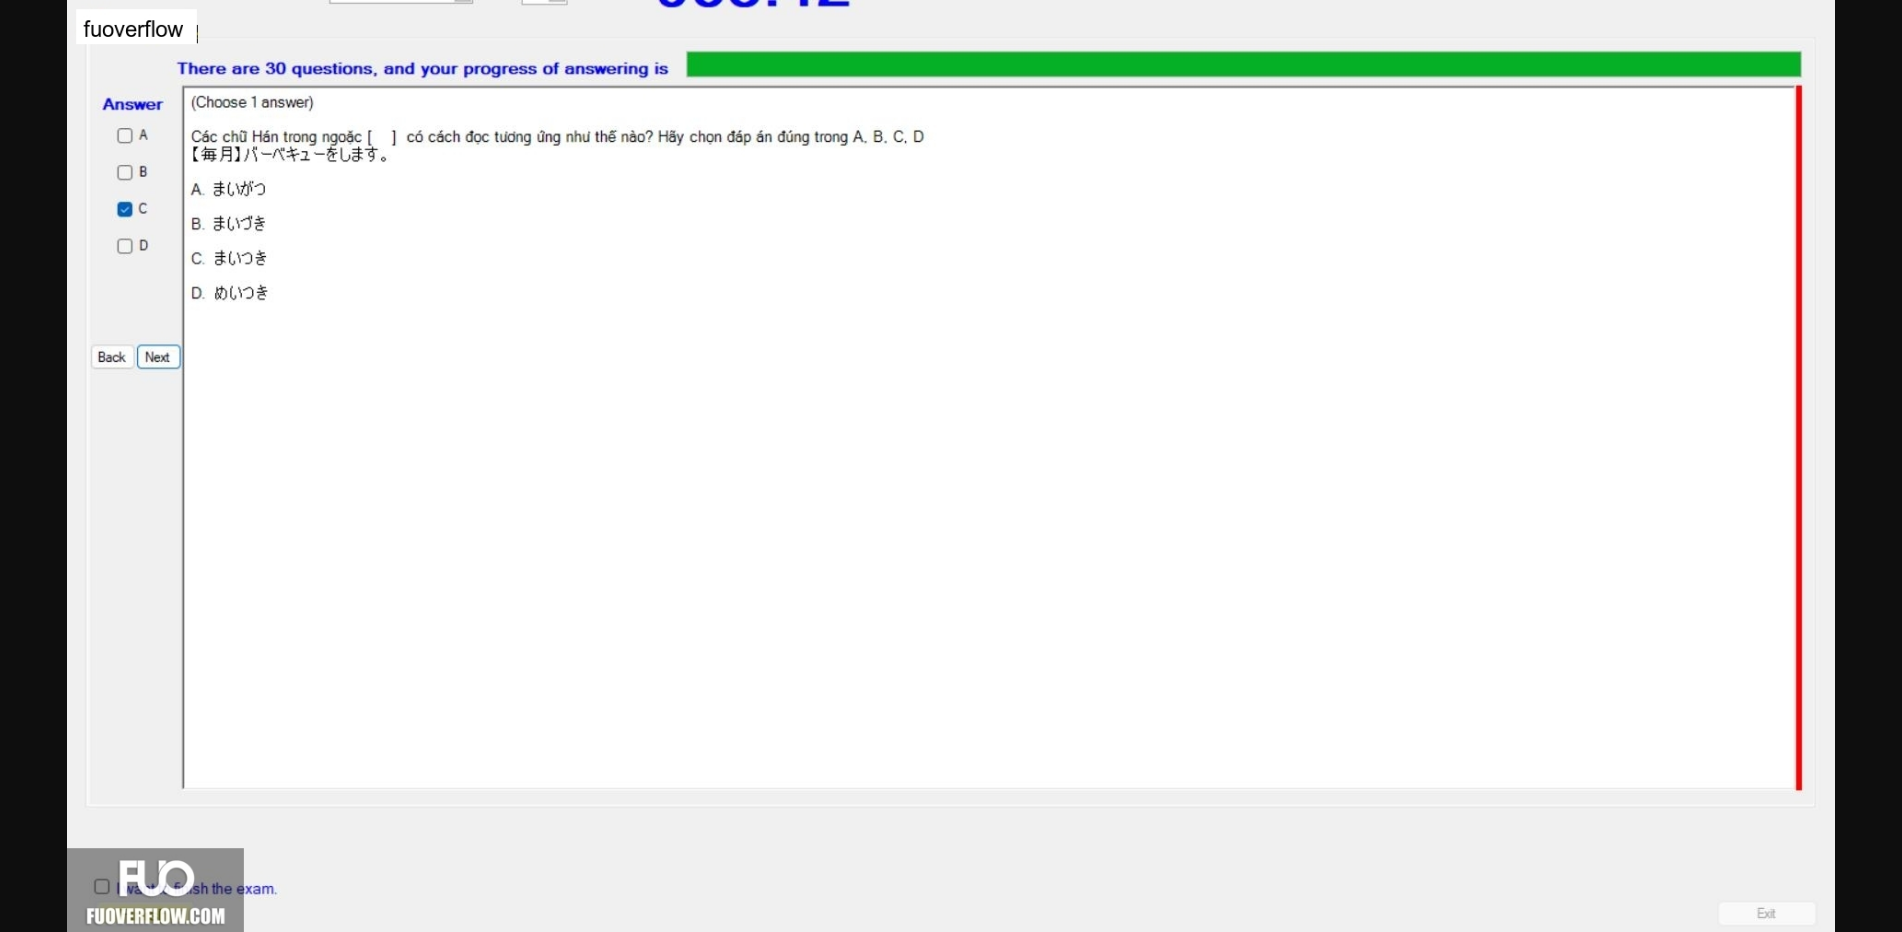 fuoverflow
There are 30 questions, and your progress of answering is
Answer
(Choose 1 answer)
A
B
C
D
Các chữ Hán trong ngoặc [ ] có cách đọc tương ứng như thế nào? Hãy chọn đáp án đúng trong A, B, C, D
【毎月】バーベキューをします。
A. まいがつ
B. まいづき
C. まいつき
D. めいつき
Back
Next
FUO
finish the exam.
FUOVERFLOW.COM
Exit